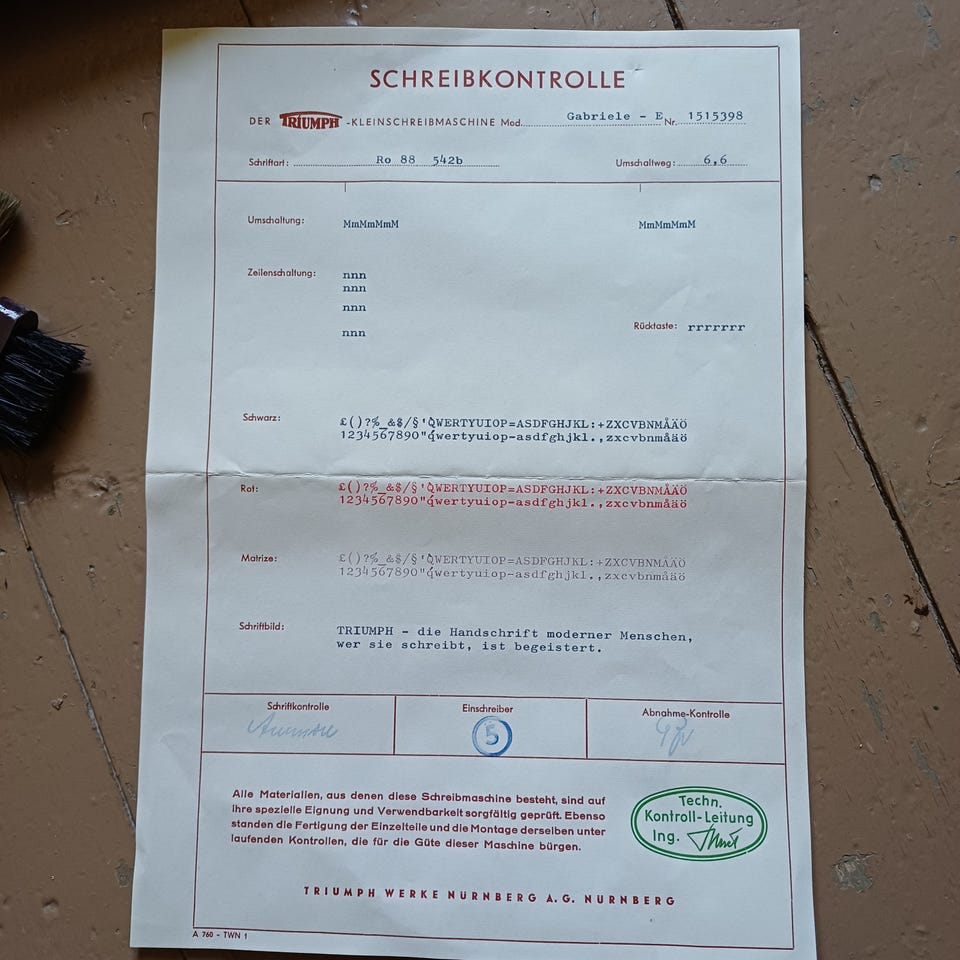 SCHREIBKONTROLLE
DER TRIUMPH -KLEINSCHREIBMASCHINE Mod. Gabriele - E Nr. 1515398
Schriftart: Ro 88 542b Umschaltweg: 6,6
Umschaltung: MmMmMmM MmMmMmM
Zeilenschaltung: nnn
nnn
nnn
nnn Rücktaste: rrrrrrr
Schwarz: £()?%_&$/§'`QWERTYUIOP=ASDFGHJKL:+ZXCVBNMÅÄÖ
1234567890"´qwertyuiop-asdfghjkl.,zxcvbnmåäö
Rot: £()?%_&$/§'`QWERTYUIOP=ASDFGHJKL:+ZXCVBNMÅÄÖ
1234567890"´qwertyuiop-asdfghjkl.,zxcvbnmåäö
Matrize: £()?%_&$/§'`QWERTYUIOP=ASDFGHJKL:+ZXCVBNMÅÄÖ
1234567890"´qwertyuiop-asdfghjkl.,zxcvbnmåäö
Schriftbild: TRIUMPH - die Handschrift moderner Menschen,
wer sie schreibt, ist begeistert.
Schriftkontrolle Einschreiber Abnahme-Kontrolle
5
Alle Materialien, aus denen diese Schreibmaschine besteht, sind auf
ihre spezielle Eignung und Verwendbarkeit sorgfältig geprüft. Ebenso
standen die Fertigung der Einzelteile und die Montage derselben unter
laufenden Kontrollen, die für die Güte dieser Maschine bürgen.
Techn.
Kontroll-Leitung
Ing.
TRIUMPH WERKE NÜRNBERG A.G. NÜRNBERG
A 760 - TWN 1